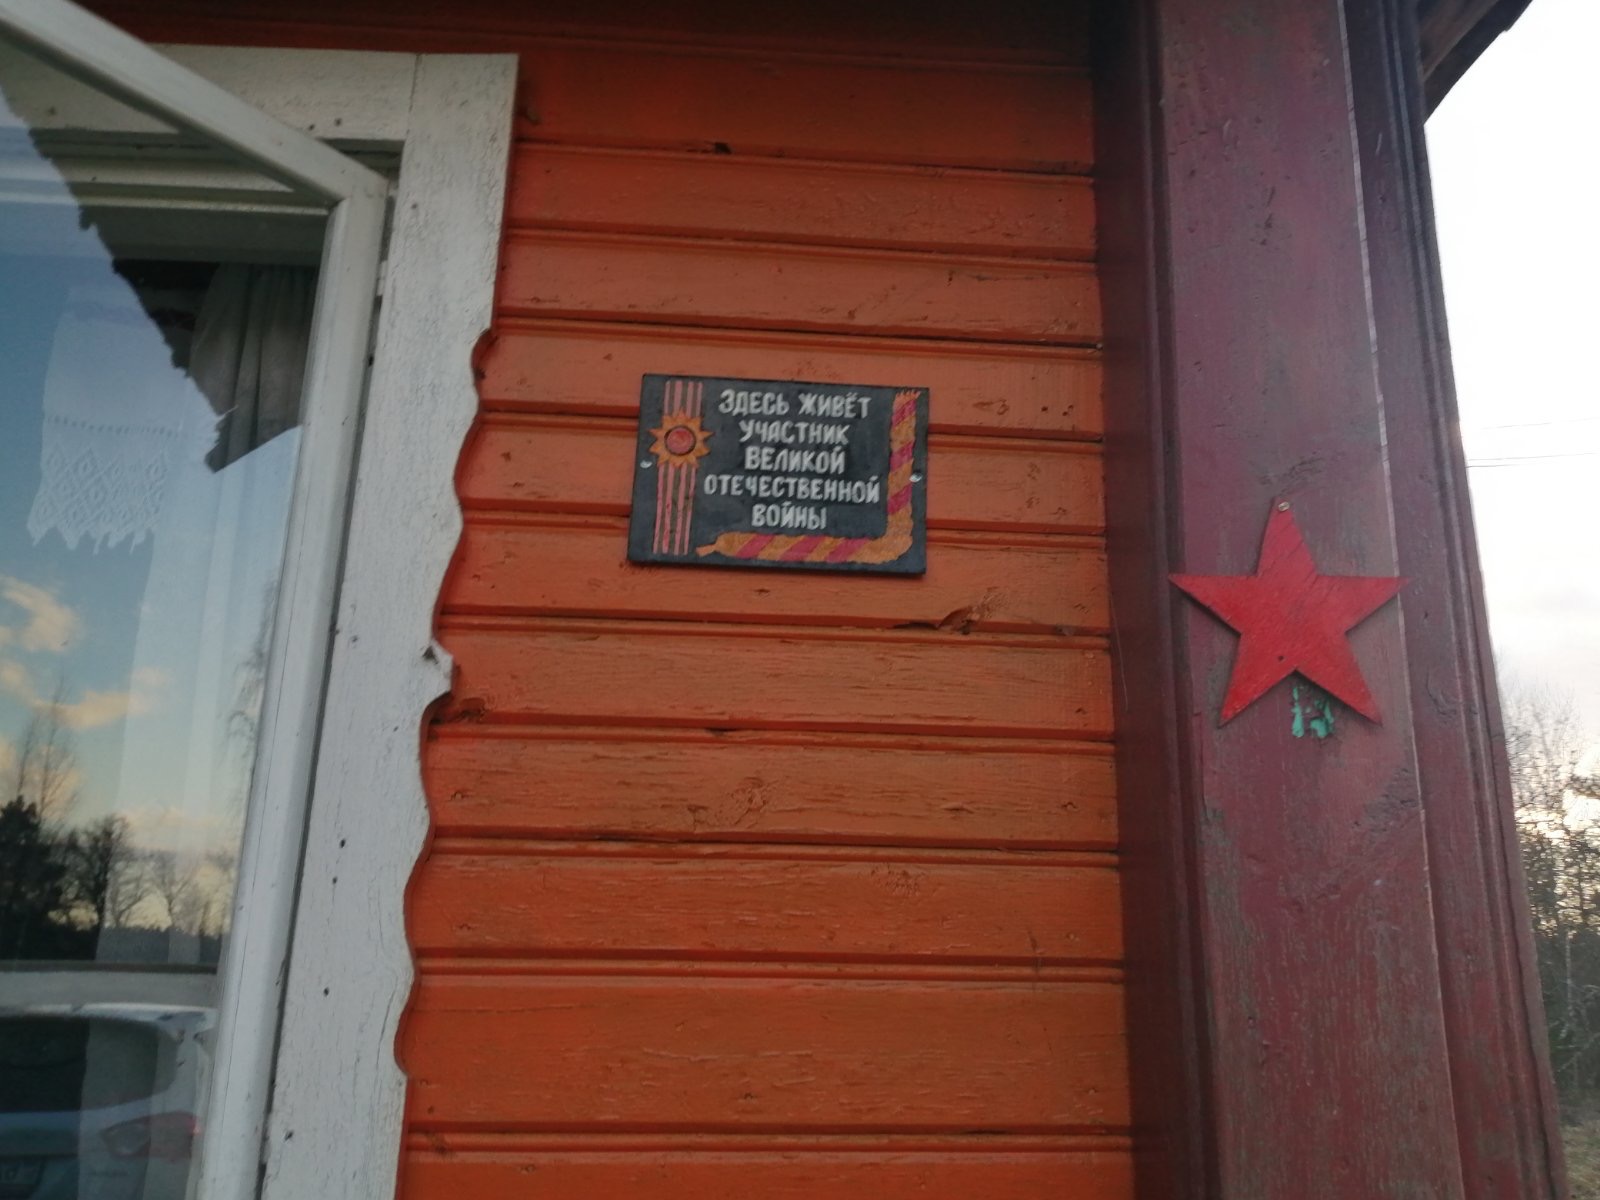 ЗДЕСЬ ЖИВЁТ
УЧАСТНИК
ВЕЛИКОЙ
ОТЕЧЕСТВЕННОЙ
ВОЙНЫ